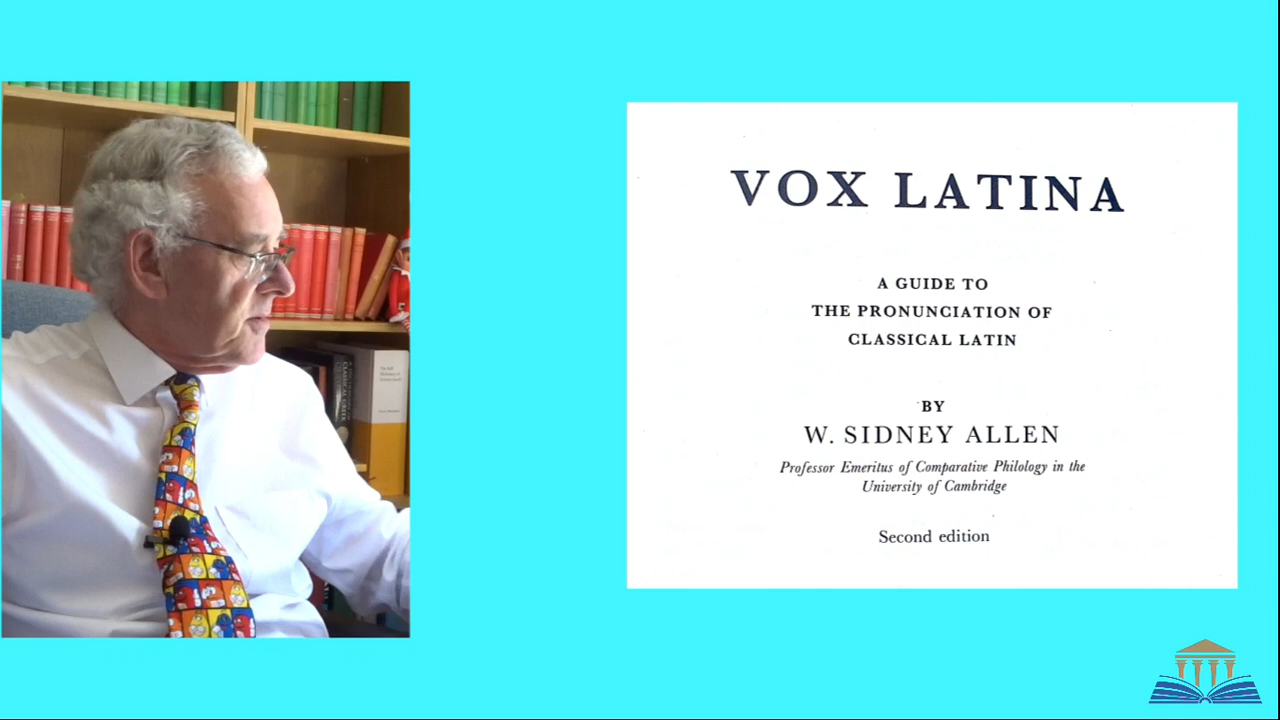 VOX LATINA
A GUIDE TO
THE PRONUNCIATION OF
CLASSICAL LATIN
BY
W. SIDNEY ALLEN
Professor Emeritus of Comparative Philology in the
University of Cambridge
Second edition